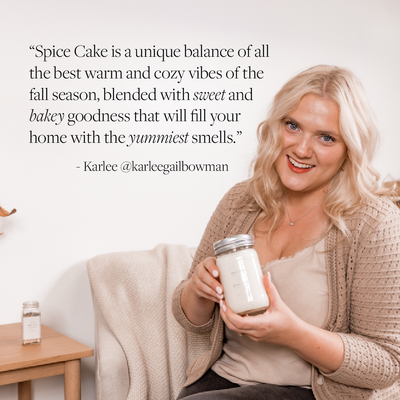 “Spice Cake is a unique balance of all
the best warm and cozy vibes of the
fall season, blended with sweet and
bakey goodness that will fill your
home with the yummiest smells.”
- Karlee @karleegailbowman